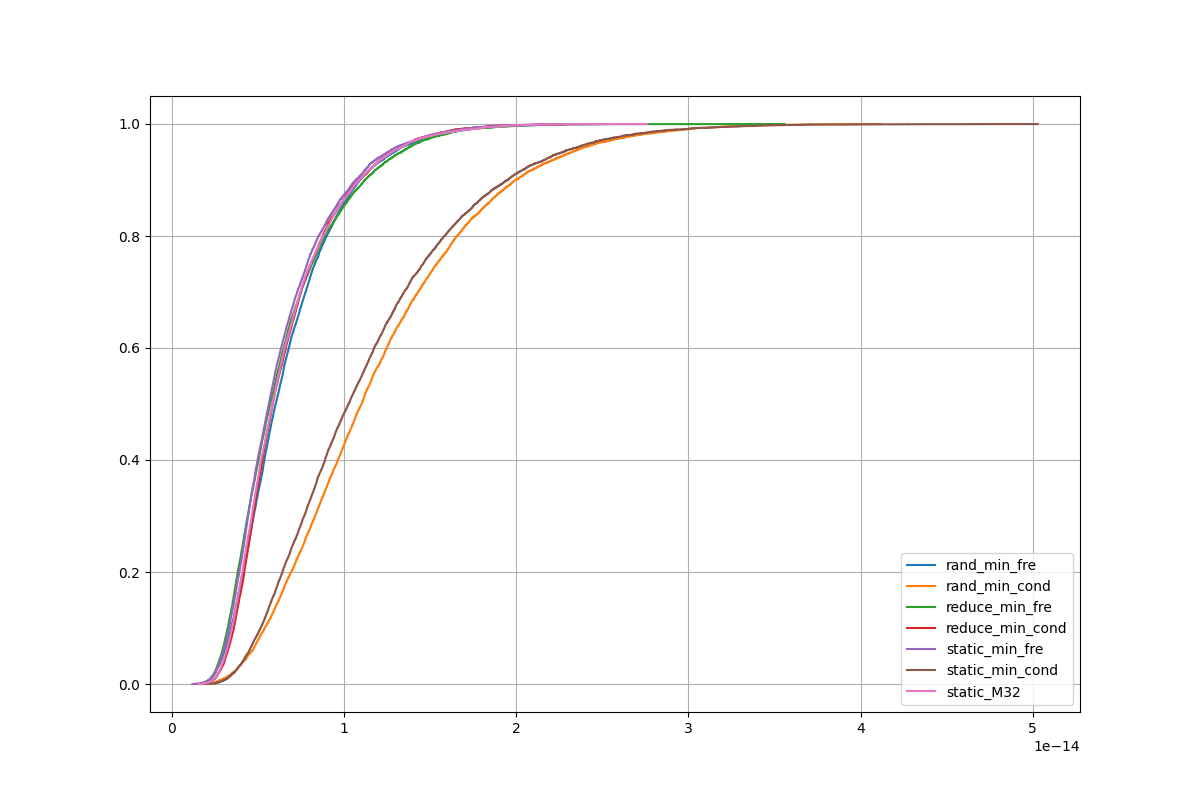 1.0
0.8
0.6
0.4
0.2
0.0
0 1 2 3 4 5
1e−14
rand_min_fre
rand_min_cond
reduce_min_fre
reduce_min_cond
static_min_fre
static_min_cond
static_M32